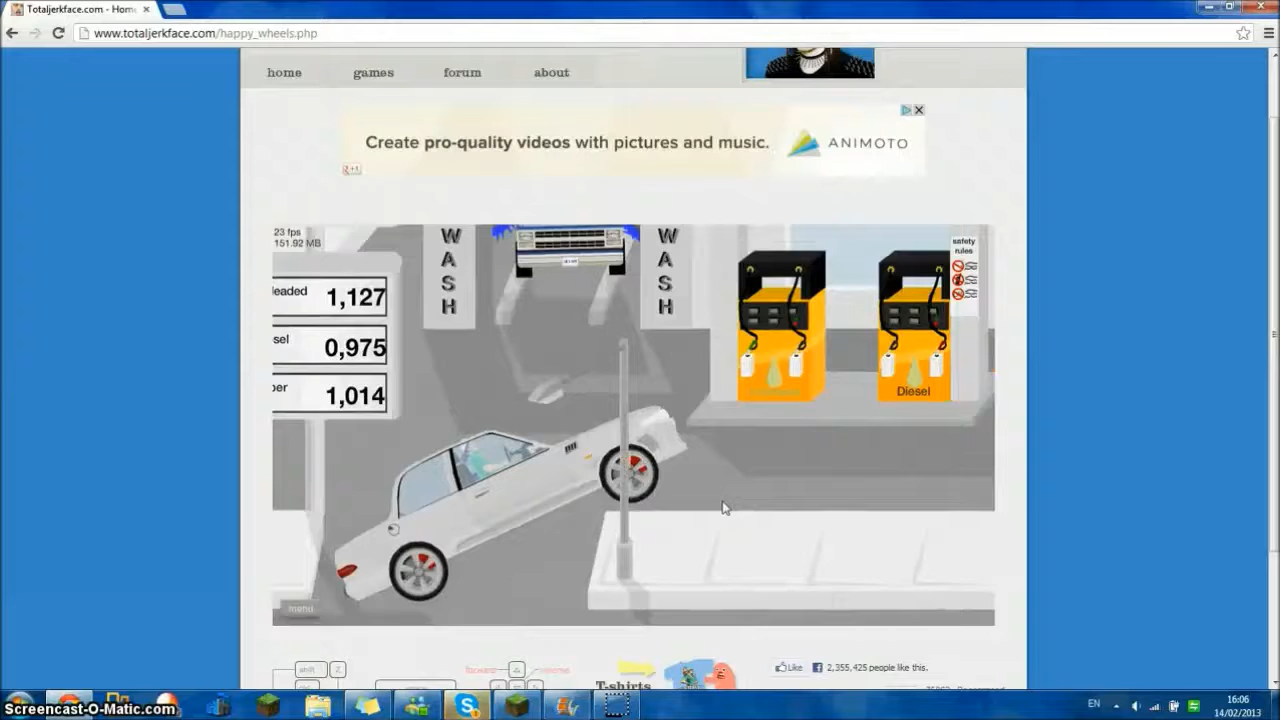 Totaljerkface.com - Hom
www.totaljerkface.com/happy_wheels.php
home games forum about
Create pro-quality videos with pictures and music. ANIMOTO
+1
23 fps
151.92 MB
WASH
WASH
safety
rules
leaded 1,127
sel 0,975
per 1,014
Diesel
menu
shift Z
forward
T-shirts
Like 2,355,425 people like this.
Screencast-O-Matic.com
EN
16:06
14/02/2013